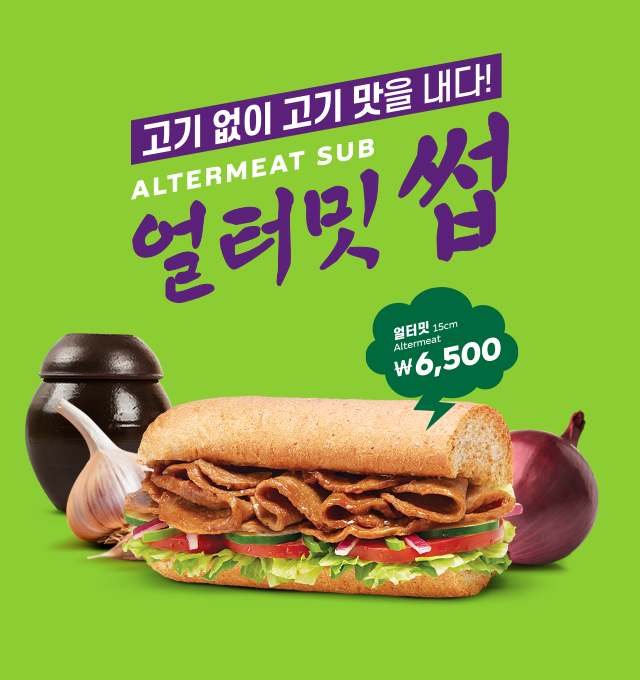 고기 없이 고기 맛을 내다!
ALTERMEAT SUB
얼터밋 썹
얼터밋 15cm
Altermeat
₩6,500